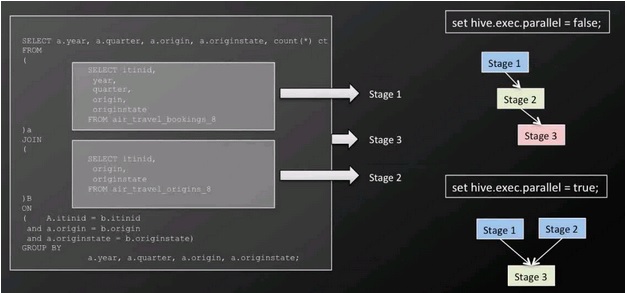 SELECT a.year, a.quarter, a.origin, a.originstate, count(*) ct
FROM
(
SELECT itinid,
year,
quarter,
origin,
originstate
FROM air_travel_bookings_8
)a
JOIN
(
SELECT itinid,
origin,
originstate
FROM air_travel_origins_8
)B
ON
( A.itinid = b.itinid
and a.origin = b.origin
and a.originstate = b.originstate)
GROUP BY
a.year, a.quarter, a.origin, a.originstate;
Stage 1
Stage 3
Stage 2
set hive.exec.parallel = false;
Stage 1
Stage 2
Stage 3
set hive.exec.parallel = true;
Stage 1
Stage 2
Stage 3